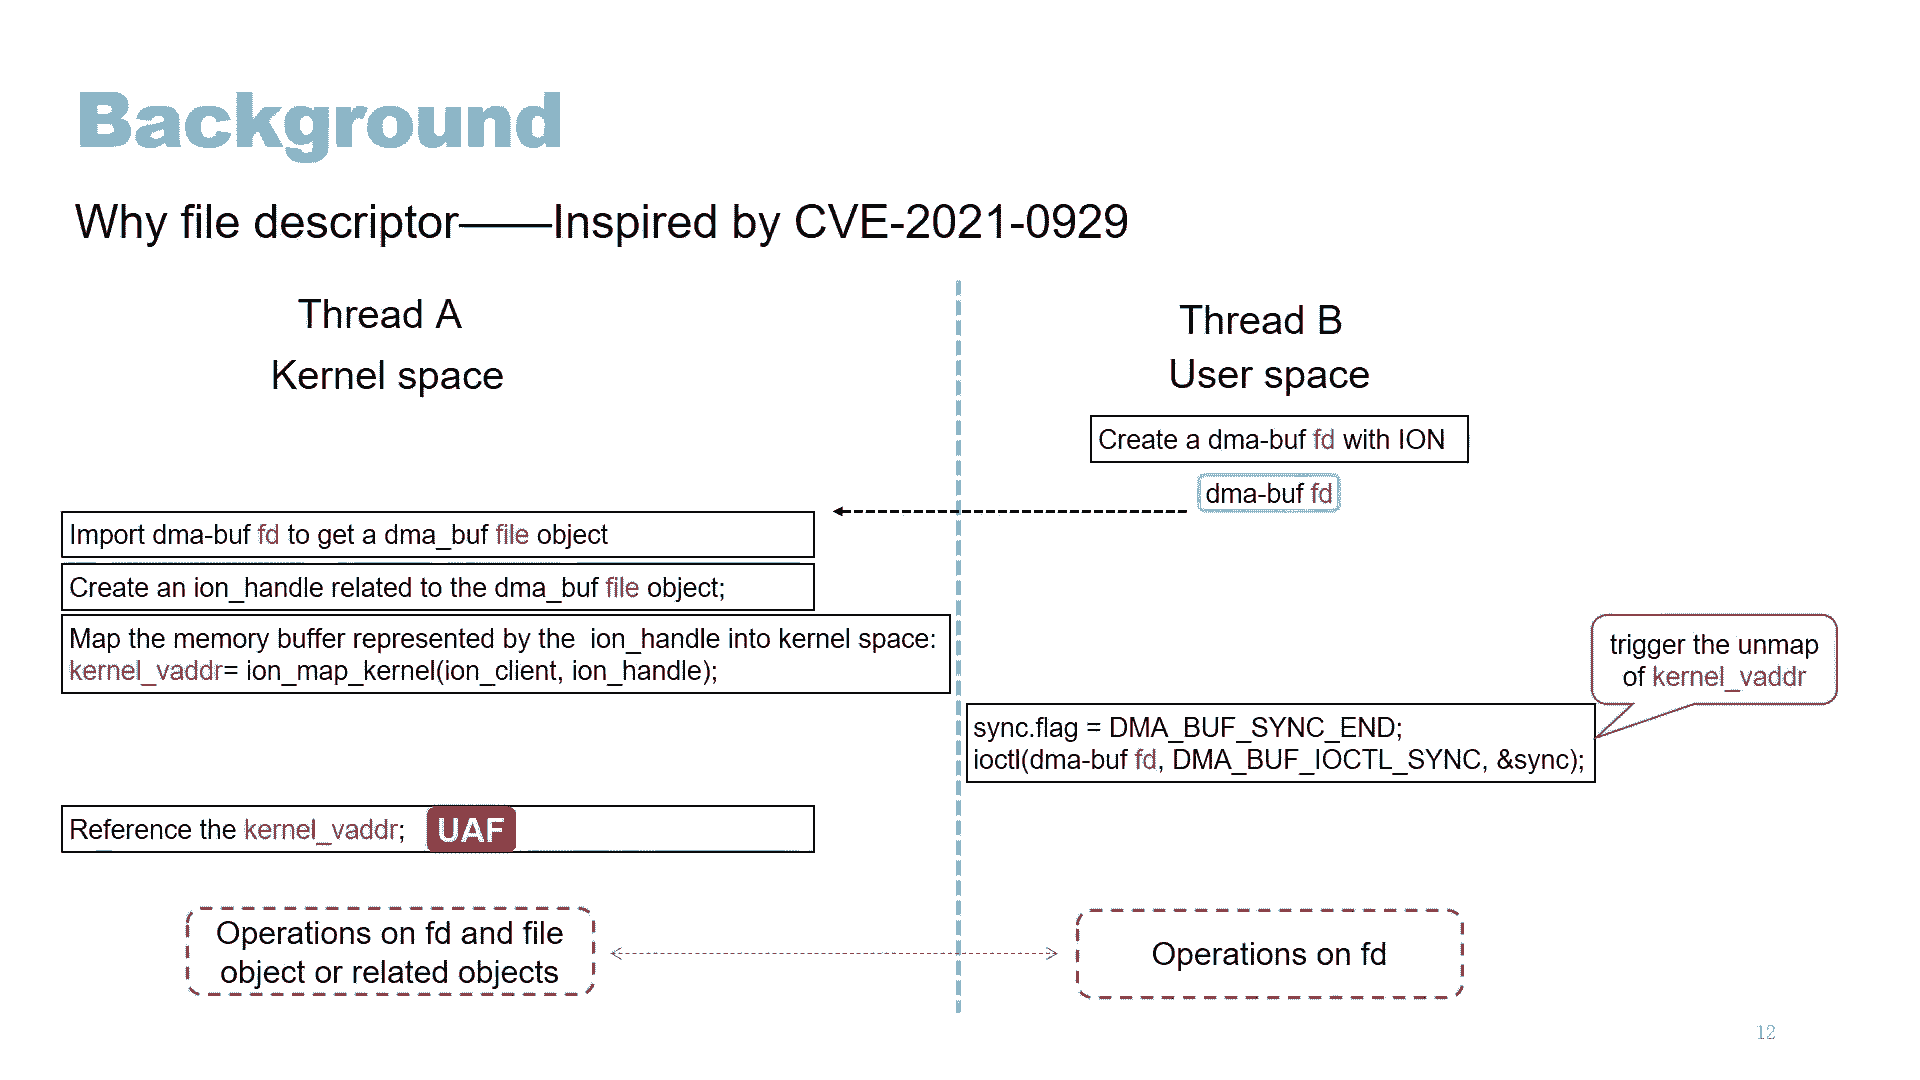 Background
Why file descriptor——Inspired by CVE-2021-0929
Thread A
Kernel space
Thread B
User space
Create a dma-buf fd with ION
dma-buf fd
Import dma-buf fd to get a dma_buf file object
Create an ion_handle related to the dma_buf file object;
Map the memory buffer represented by the ion_handle into kernel space:
kernel_vaddr= ion_map_kernel(ion_client, ion_handle);
trigger the unmap
of kernel_vaddr
sync.flag = DMA_BUF_SYNC_END;
ioctl(dma-buf fd, DMA_BUF_IOCTL_SYNC, &sync);
Reference the kernel_vaddr; UAF
Operations on fd and file
object or related objects
Operations on fd
12